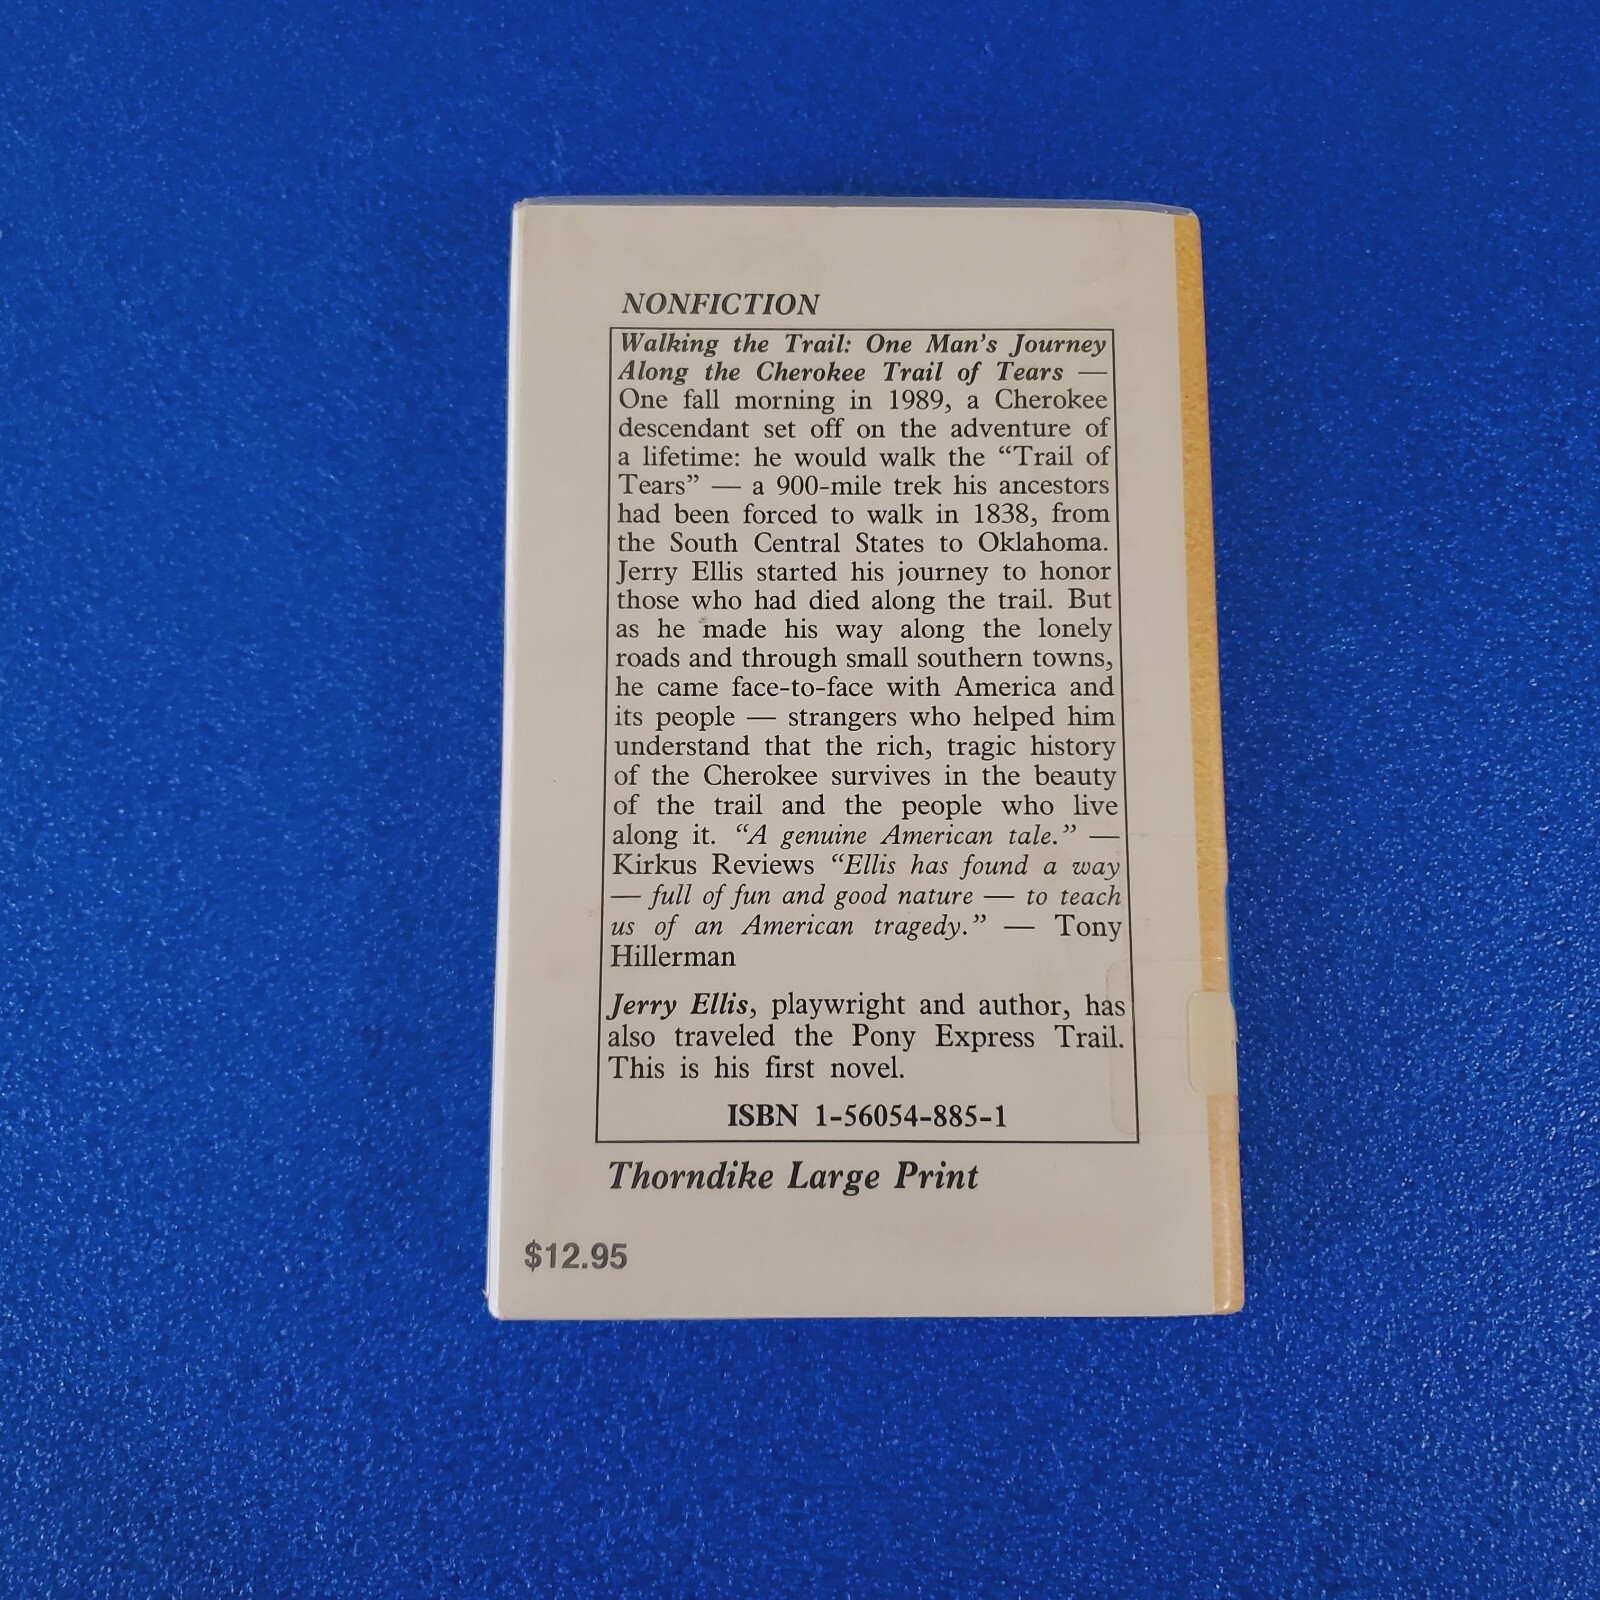 NONFICTION
Walking the Trail: One Man's Journey
Along the Cherokee Trail of Tears —
One fall morning in 1989, a Cherokee
descendant set off on the adventure of
a lifetime: he would walk the “Trail of
Tears” — a 900-mile trek his ancestors
had been forced to walk in 1838, from
the South Central States to Oklahoma.
Jerry Ellis started his journey to honor
those who had died along the trail. But
as he made his way along the lonely
roads and through small southern towns,
he came face-to-face with America and
its people — strangers who helped him
understand that the rich, tragic history
of the Cherokee survives in the beauty
of the trail and the people who live
along it. “A genuine American tale.” —
Kirkus Reviews “Ellis has found a way
— full of fun and good nature — to teach
us of an American tragedy.” — Tony
Hillerman
Jerry Ellis, playwright and author, has
also traveled the Pony Express Trail.
This is his first novel.
ISBN 1-56054-885-1
Thorndike Large Print
$12.95